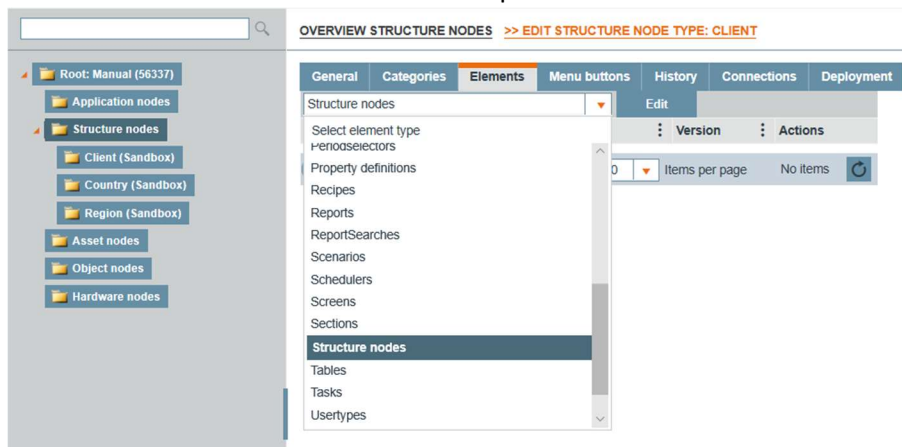 OVERVIEW STRUCTURE NODES >> EDIT STRUCTURE NODE TYPE: CLIENT
Root: Manual (56337)
Application nodes
Structure nodes
Client (Sandbox)
Country (Sandbox)
Region (Sandbox)
Asset nodes
Object nodes
Hardware nodes
General Categories Elements Menu buttons History Connections Deployment
Structure nodes Edit
Version Actions
0 Items per page No items
Select element type
Periodselectors
Property definitions
Recipes
Reports
ReportSearches
Scenarios
Schedulers
Screens
Sections
Structure nodes
Tables
Tasks
Usertypes